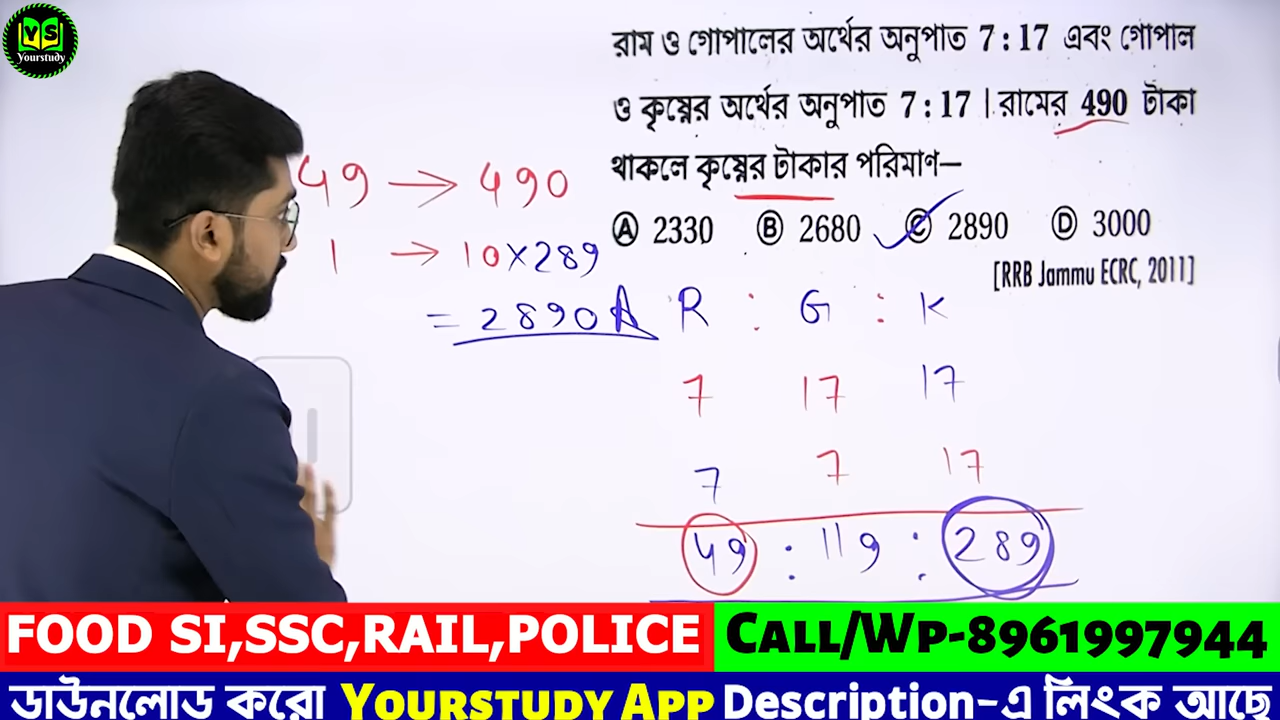 YS
Yourstudy
রাম ও গোপালের অর্থের অনুপাত 7 : 17 এবং গোপাল
ও কৃষ্ণের অর্থের অনুপাত 7 : 17 | রামের 490 টাকা
থাকলে কৃষ্ণের টাকার পরিমাণ–
Ⓐ 2330 Ⓑ 2680 Ⓒ 2890 Ⓓ 3000
[RRB Jammu ECRC, 2011]
49 → 490
1 → 10×289
= 2890 A
R : G : K
7 17 17
7 7 17
49 : 119 : 289
FOOD SI,SSC,RAIL,POLICE
CALL/WP-8961997944
ডাউনলোড করো YOURSTUDY APP Description-এ লিংক আছে